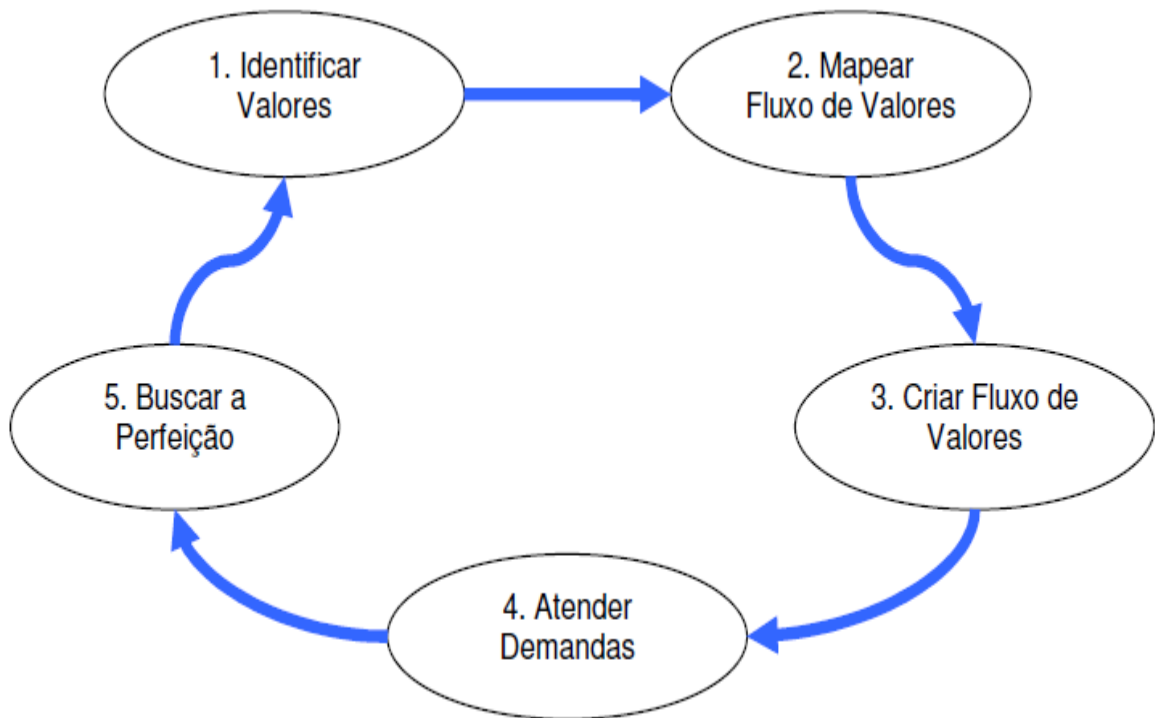 1. Identificar
Valores
2. Mapear
Fluxo de Valores
3. Criar Fluxo de
Valores
4. Atender
Demandas
5. Buscar a
Perfeição